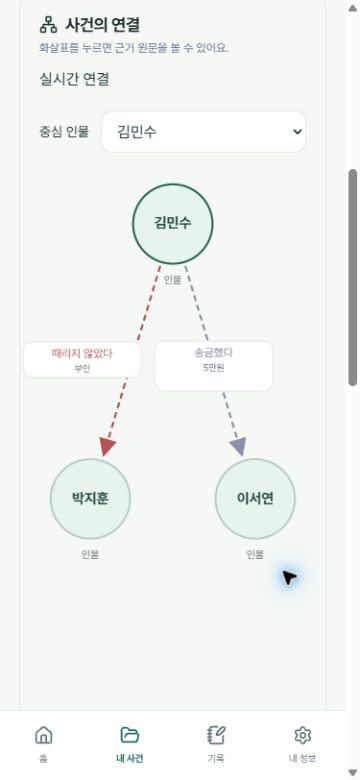 사건의 연결
화살표를 누르면 근거 원문을 볼 수 있어요.
실시간 연결
중심 인물
김민수
김민수
인물
때리지 않았다
부인
송금했다
5만원
박지훈
이서연
인물
인물
홈
내 사건
기록
내 정보